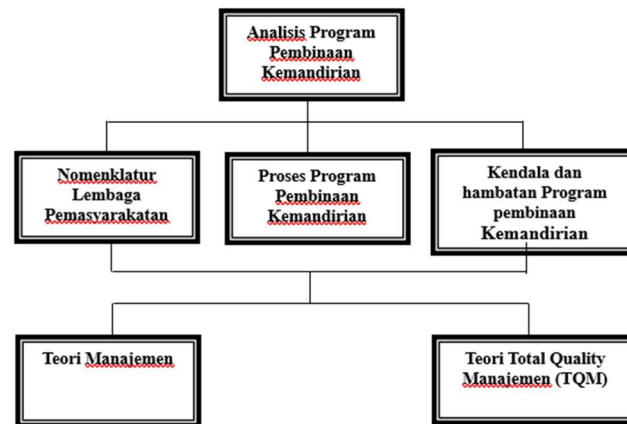 Analisis Program
Pembinaan
Kemandirian
Nomenklatur
Lembaga
Pemasyarakatan
Proses Program
Pembinaan
Kemandirian
Kendala dan
hambatan Program
pembinaan
Kemandirian
Teori Manajemen
Teori Total Quality
Manajemen (TQM)